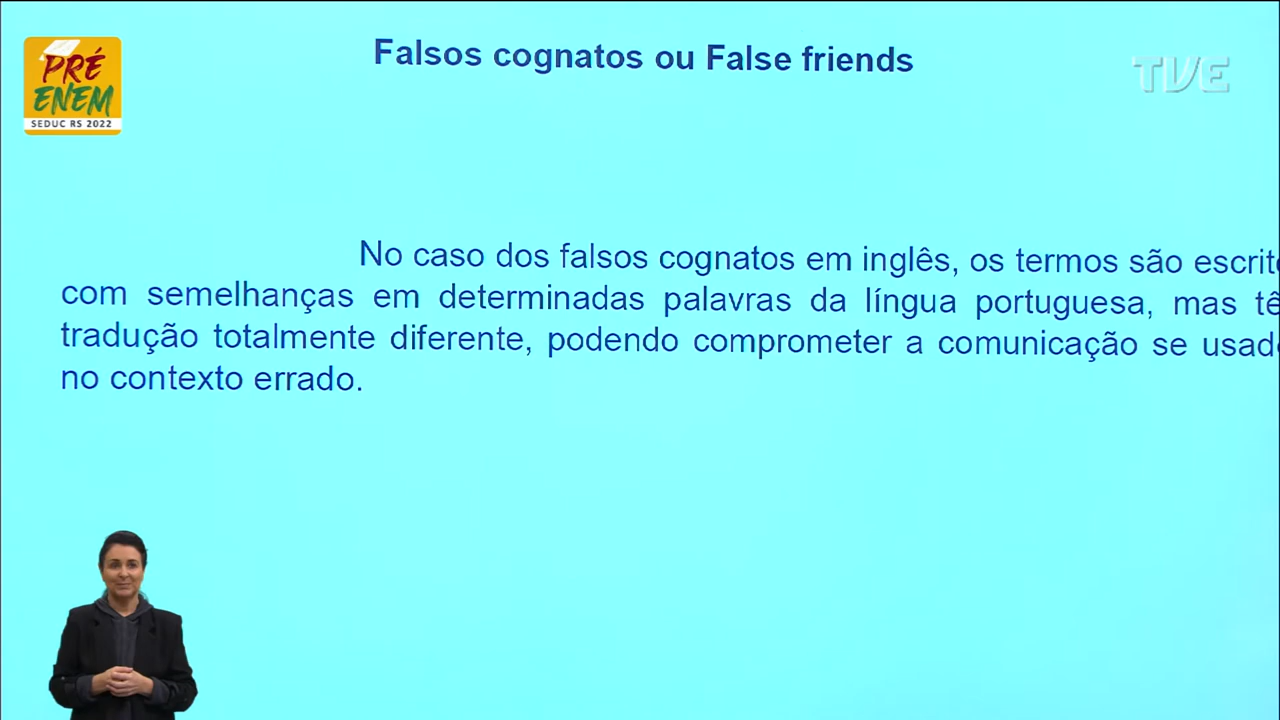 Falsos cognatos ou False friends
PRÉ
ENEM
SEDUC RS 2022
TVE
No caso dos falsos cognatos em inglês, os termos são
com semelhanças em determinadas palavras da língua portuguesa, mas
tradução totalmente diferente, podendo comprometer a comunicação se
no contexto errado.